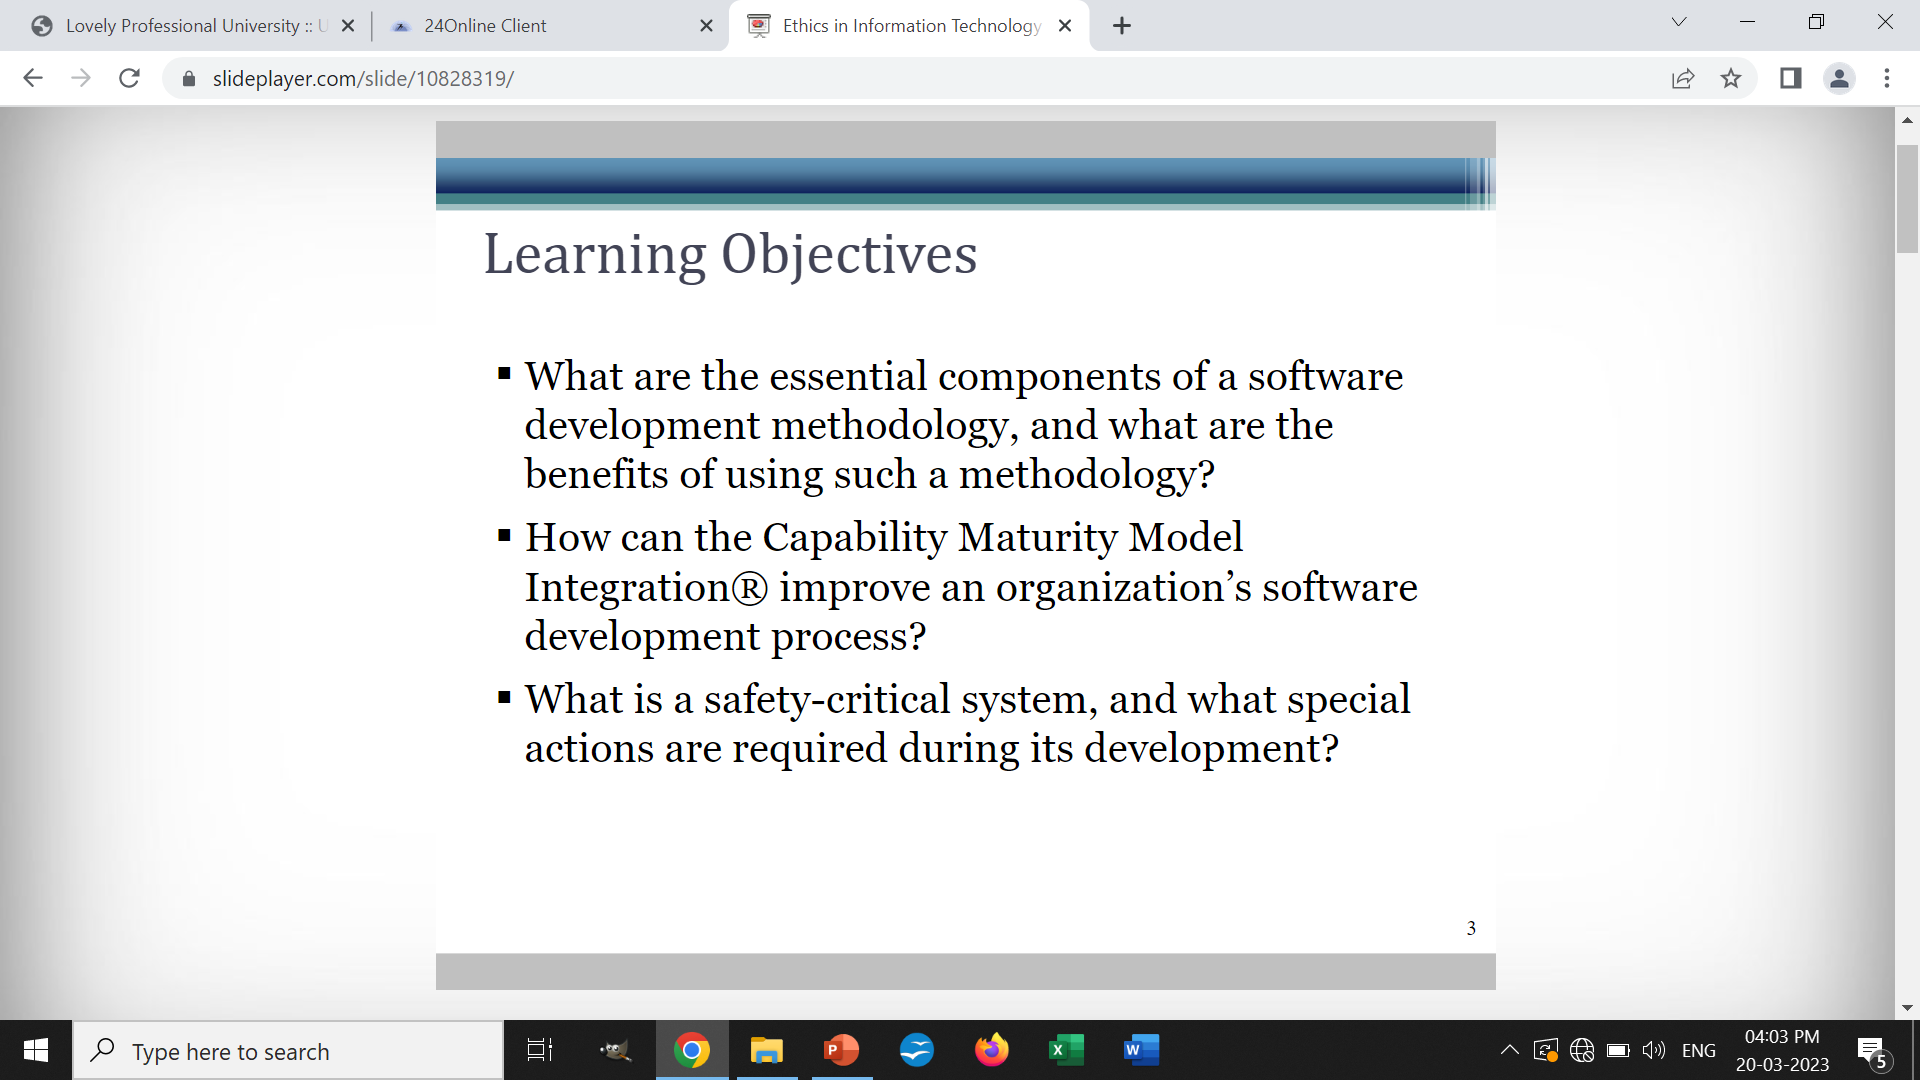 Lovely Professional University :: U
24Online Client
Ethics in Information Technology
slideplayer.com/slide/10828319/
Learning Objectives
▪ What are the essential components of a software
development methodology, and what are the
benefits of using such a methodology?
▪ How can the Capability Maturity Model
Integration® improve an organization’s software
development process?
▪ What is a safety-critical system, and what special
actions are required during its development?
3
Type here to search
P
X
W
ENG
04:03 PM
20-03-2023
5